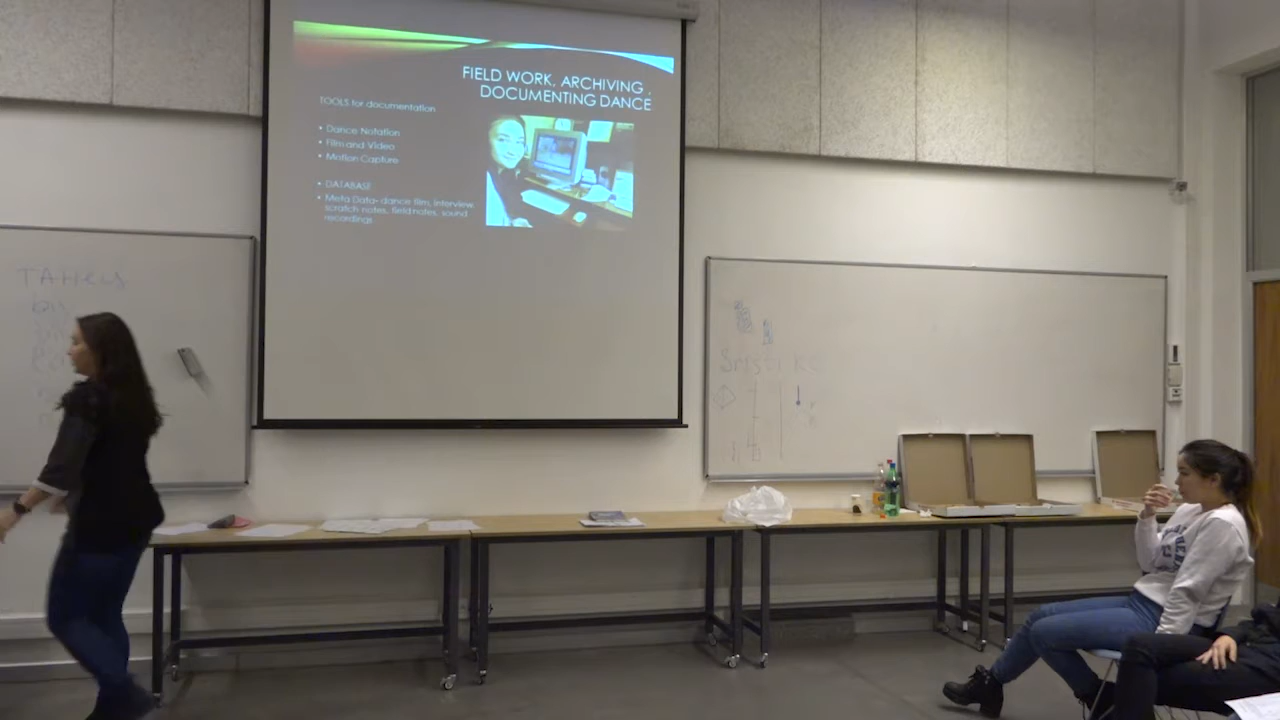 FIELD WORK, ARCHIVING ,
DOCUMENTING DANCE
TOOLS for documentation
• Dance Notation
• Film and Video
• Motion Capture
• DATABASE
• Meta Data- dance film, interview,
scratch notes, field notes, sound
recordings